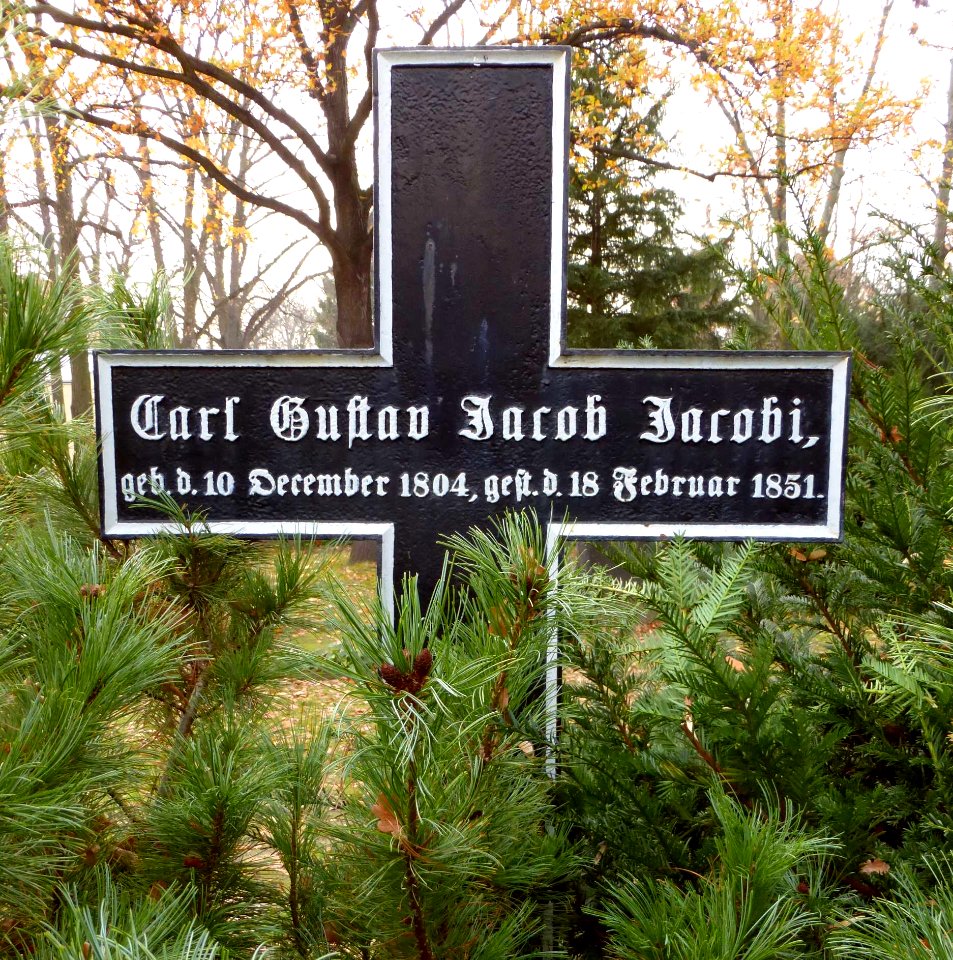 Carl Gustav Jacob Jacobi,
geb. d. 10 December 1804, gest. d. 18 Februar 1851.